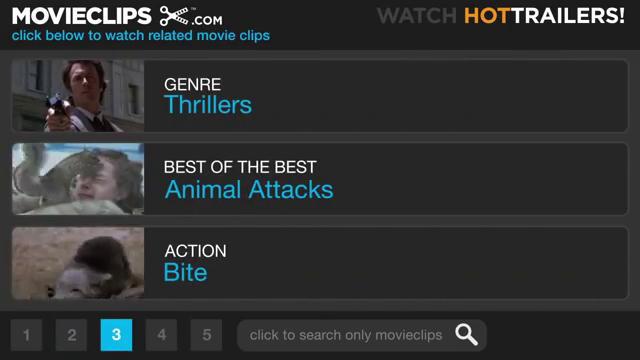 MOVIECLIPS .COM
WATCH HOTTRAILERS!
click below to watch related movie clips
GENRE
Thrillers
BEST OF THE BEST
Animal Attacks
ACTION
Bite
1 2 3 4 5
click to search only movieclips